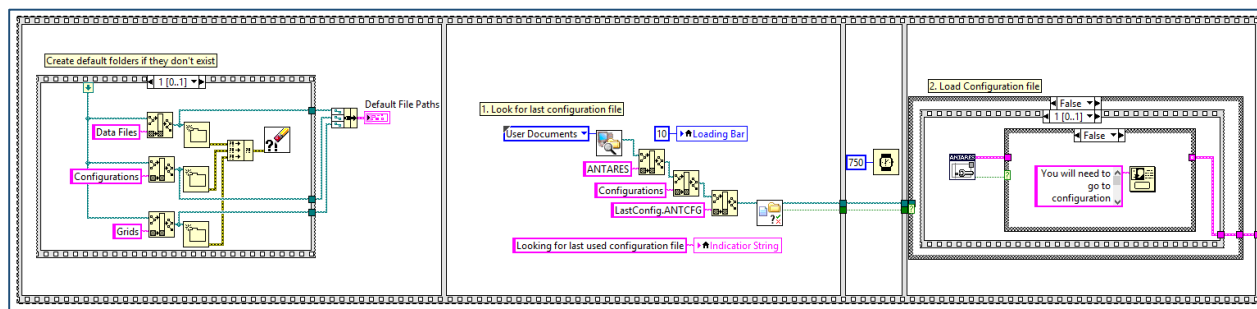 Create default folders if they don't exist
1 [0..1]
Default File Paths
Data Files
Configurations
Grids
1. Look for last configuration file
User Documents
10
Loading Bar
ANTARES
Configurations
LastConfig.ANTCFG
Looking for last used configuration file
Indicatior String
750
2. Load Configuration file
False
1 [0..1]
False
ANTARES
You will need to
go to
configuration